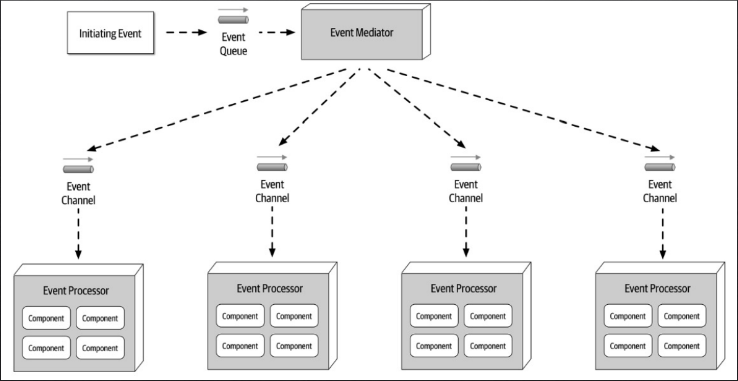 Initiating Event
Event
Queue
Event Mediator
Event
Channel
Event
Channel
Event
Channel
Event
Channel
Event Processor
Component Component
Component Component
Event Processor
Component Component
Component Component
Event Processor
Component Component
Component Component
Event Processor
Component Component
Component Component